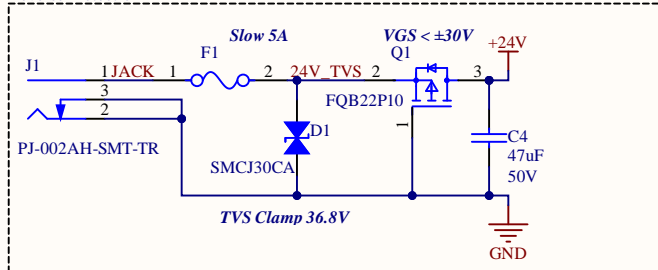 Slow 5A
VGS < ±30V
J1
F1
Q1
+24V
1 JACK 1
2 24V_TVS 2
3
3
2
FQB22P10
1
D1
C4
PJ-002AH-SMT-TR
SMCJ30CA
47uF
50V
TVS Clamp 36.8V
GND